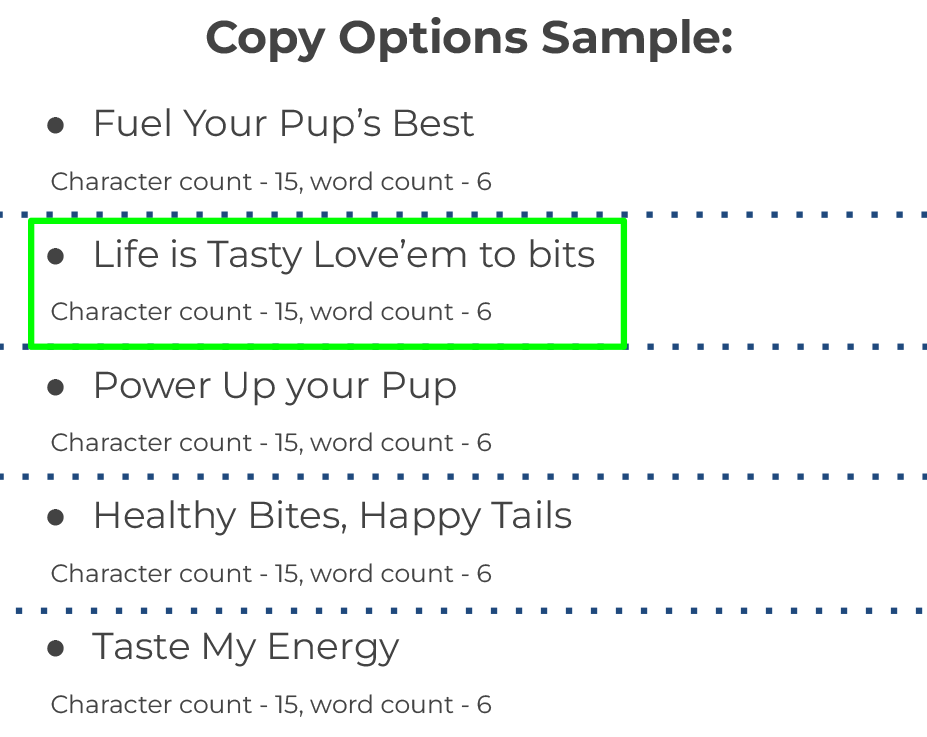 Copy Options Sample:
● Fuel Your Pup’s Best
Character count - 15, word count - 6
● Life is Tasty Love’em to bits
Character count - 15, word count - 6
● Power Up your Pup
Character count - 15, word count - 6
● Healthy Bites, Happy Tails
Character count - 15, word count - 6
● Taste My Energy
Character count - 15, word count - 6